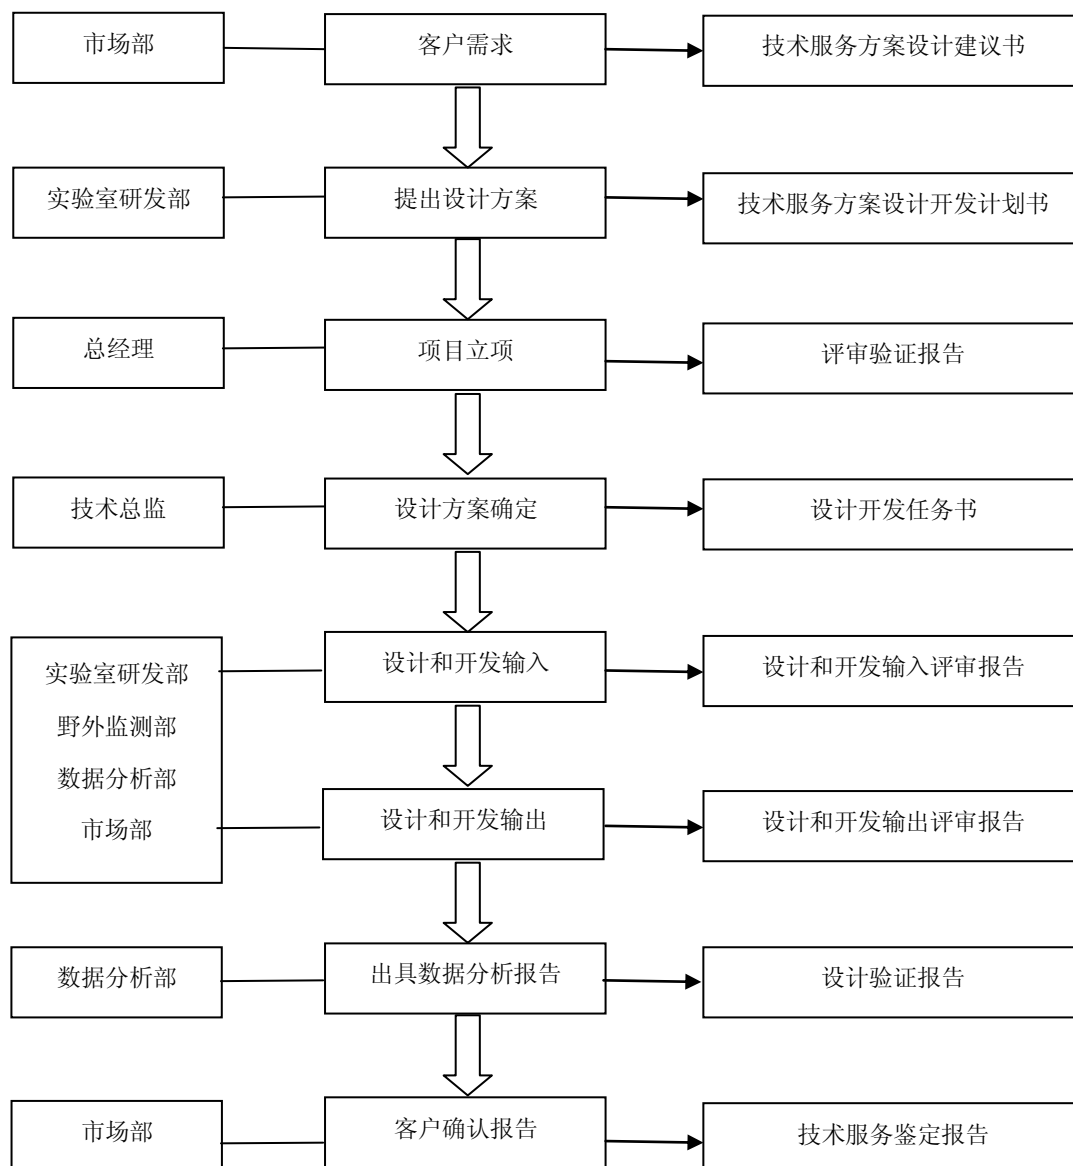 市场部
客户需求
技术服务方案设计建议书
实验室研发部
提出设计方案
技术服务方案设计开发计划书
总经理
项目立项
评审验证报告
技术总监
设计方案确定
设计开发任务书
实验室研发部
野外监测部
数据分析部
市场部
设计和开发输入
设计和开发输入评审报告
设计和开发输出
设计和开发输出评审报告
数据分析部
出具数据分析报告
设计验证报告
市场部
客户确认报告
技术服务鉴定报告